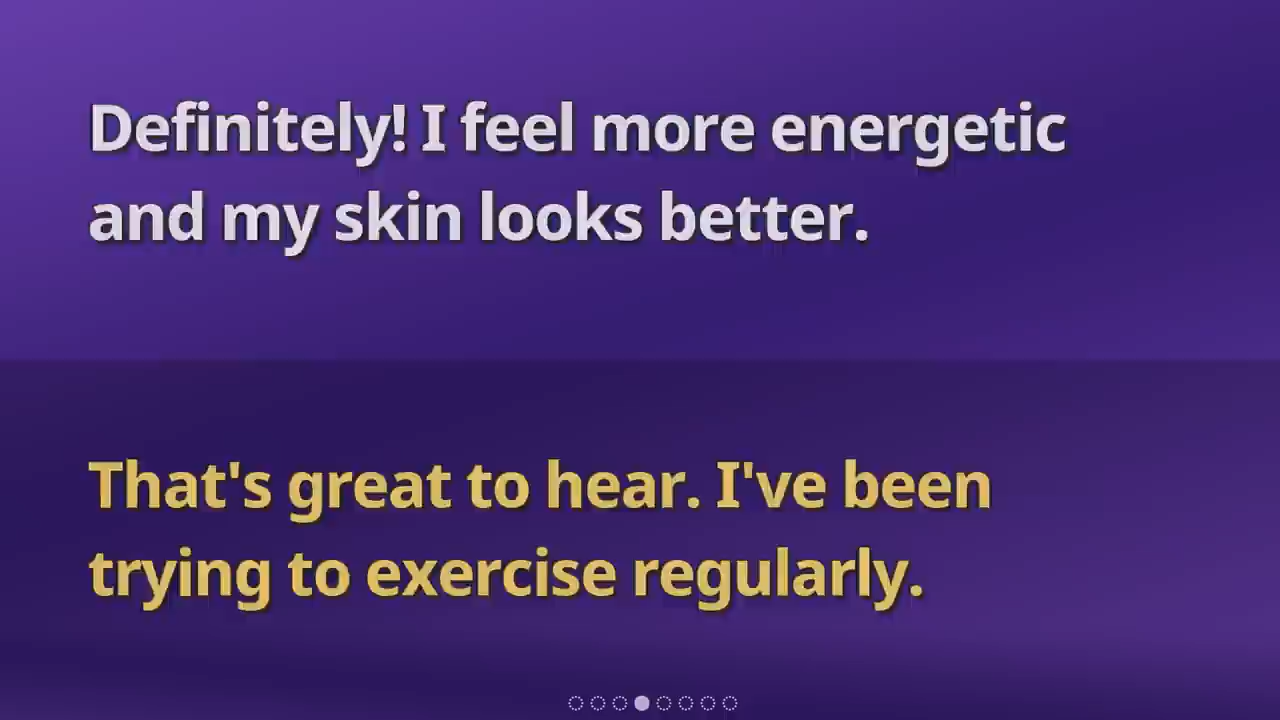 Definitely! I feel more energetic
and my skin looks better.
That's great to hear. I've been
trying to exercise regularly.